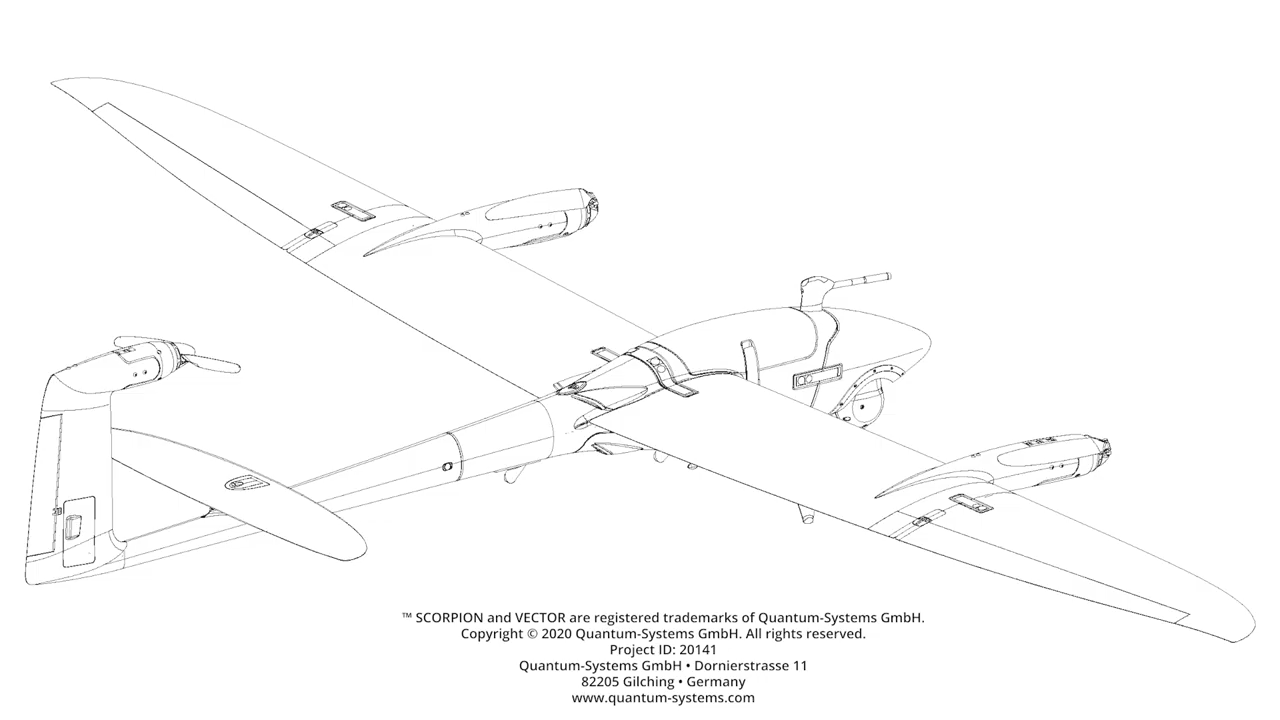 ™ SCORPION and VECTOR are registered trademarks of Quantum-Systems GmbH.
Copyright © 2020 Quantum-Systems GmbH. All rights reserved.
Project ID: 20141
Quantum-Systems GmbH • Dornierstrasse 11
82205 Gilching • Germany
www.quantum-systems.com